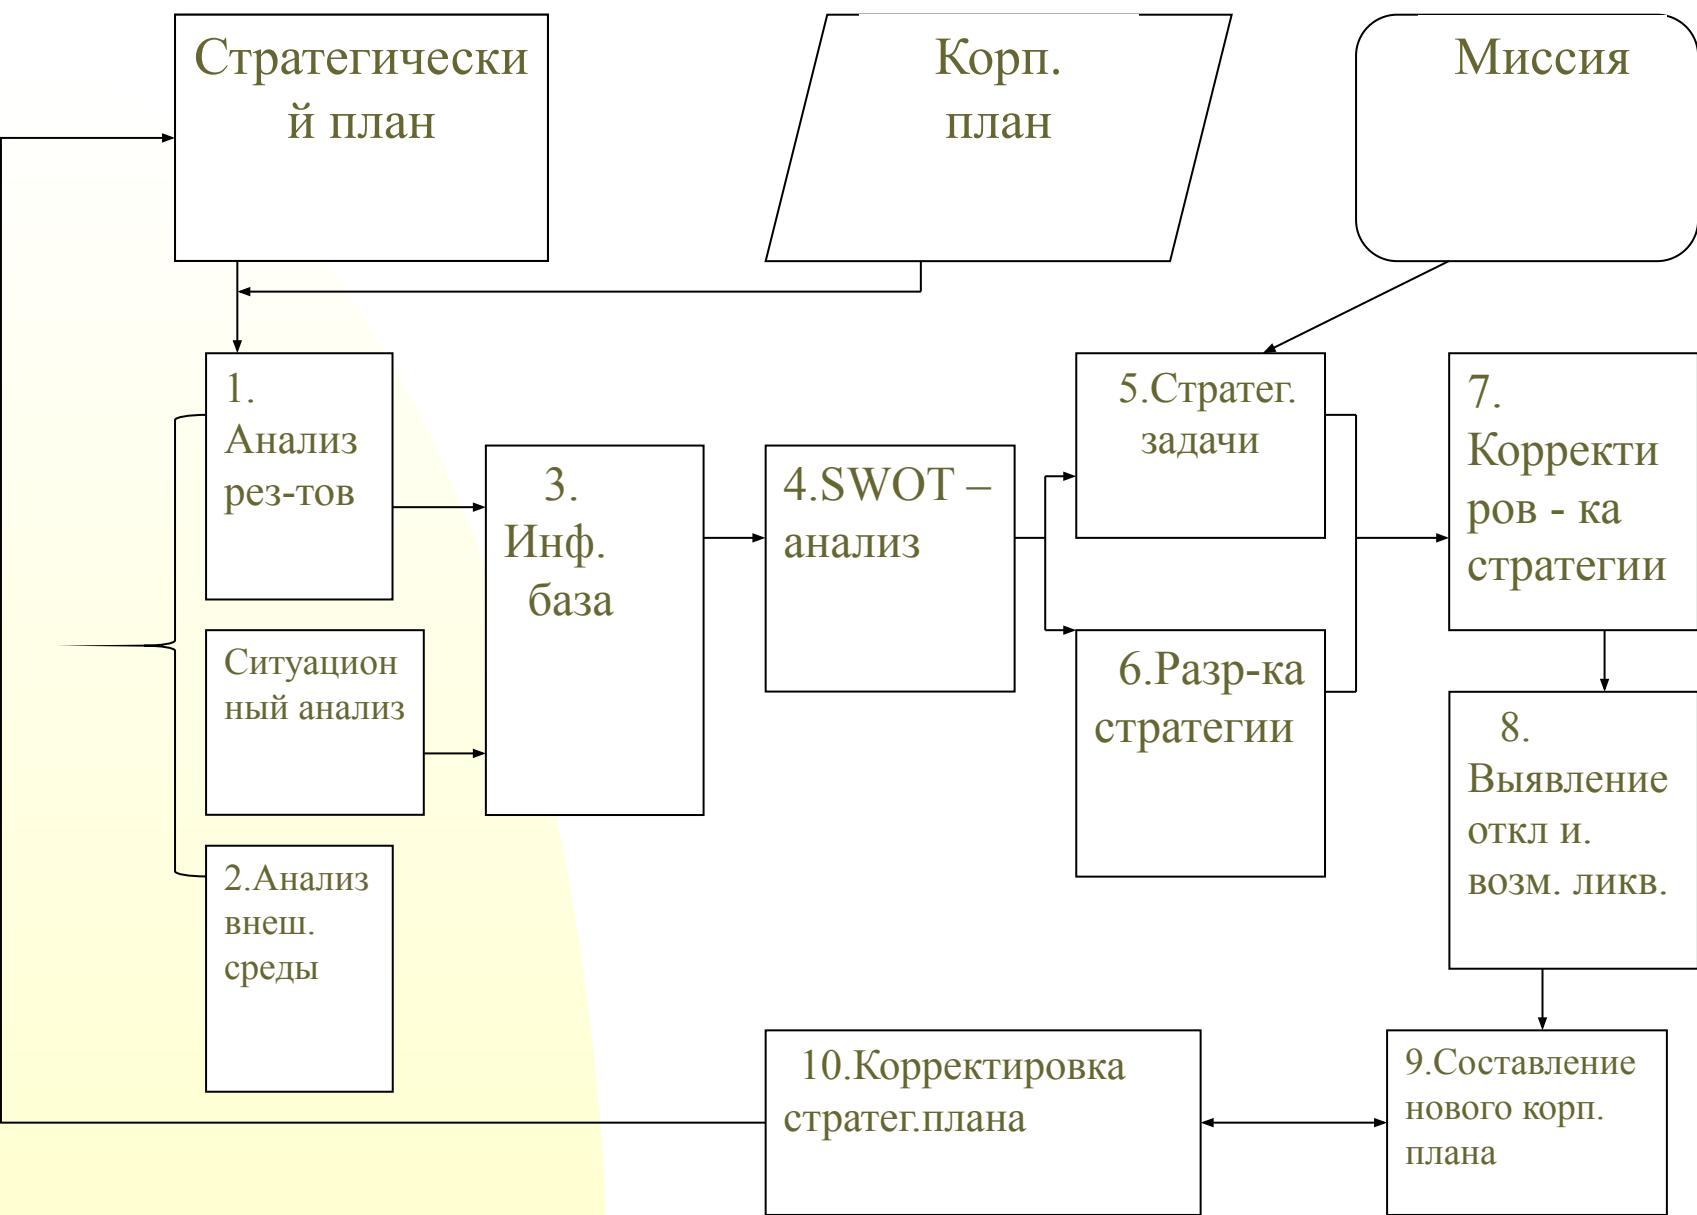 Стратегически
й план
Корп.
план
Миссия
1.
Анализ
рез-тов
Ситуацион
ный анализ
2.Анализ
внеш.
среды
3.
Инф.
база
4.SWOT –
анализ
5.Стратег.
задачи
6.Разр-ка
стратегии
7.
Корректи
ров - ка
стратегии
8.
Выявление
откл и.
возм. ликв.
9.Составление
нового корп.
плана
10.Корректировка
стратег.плана